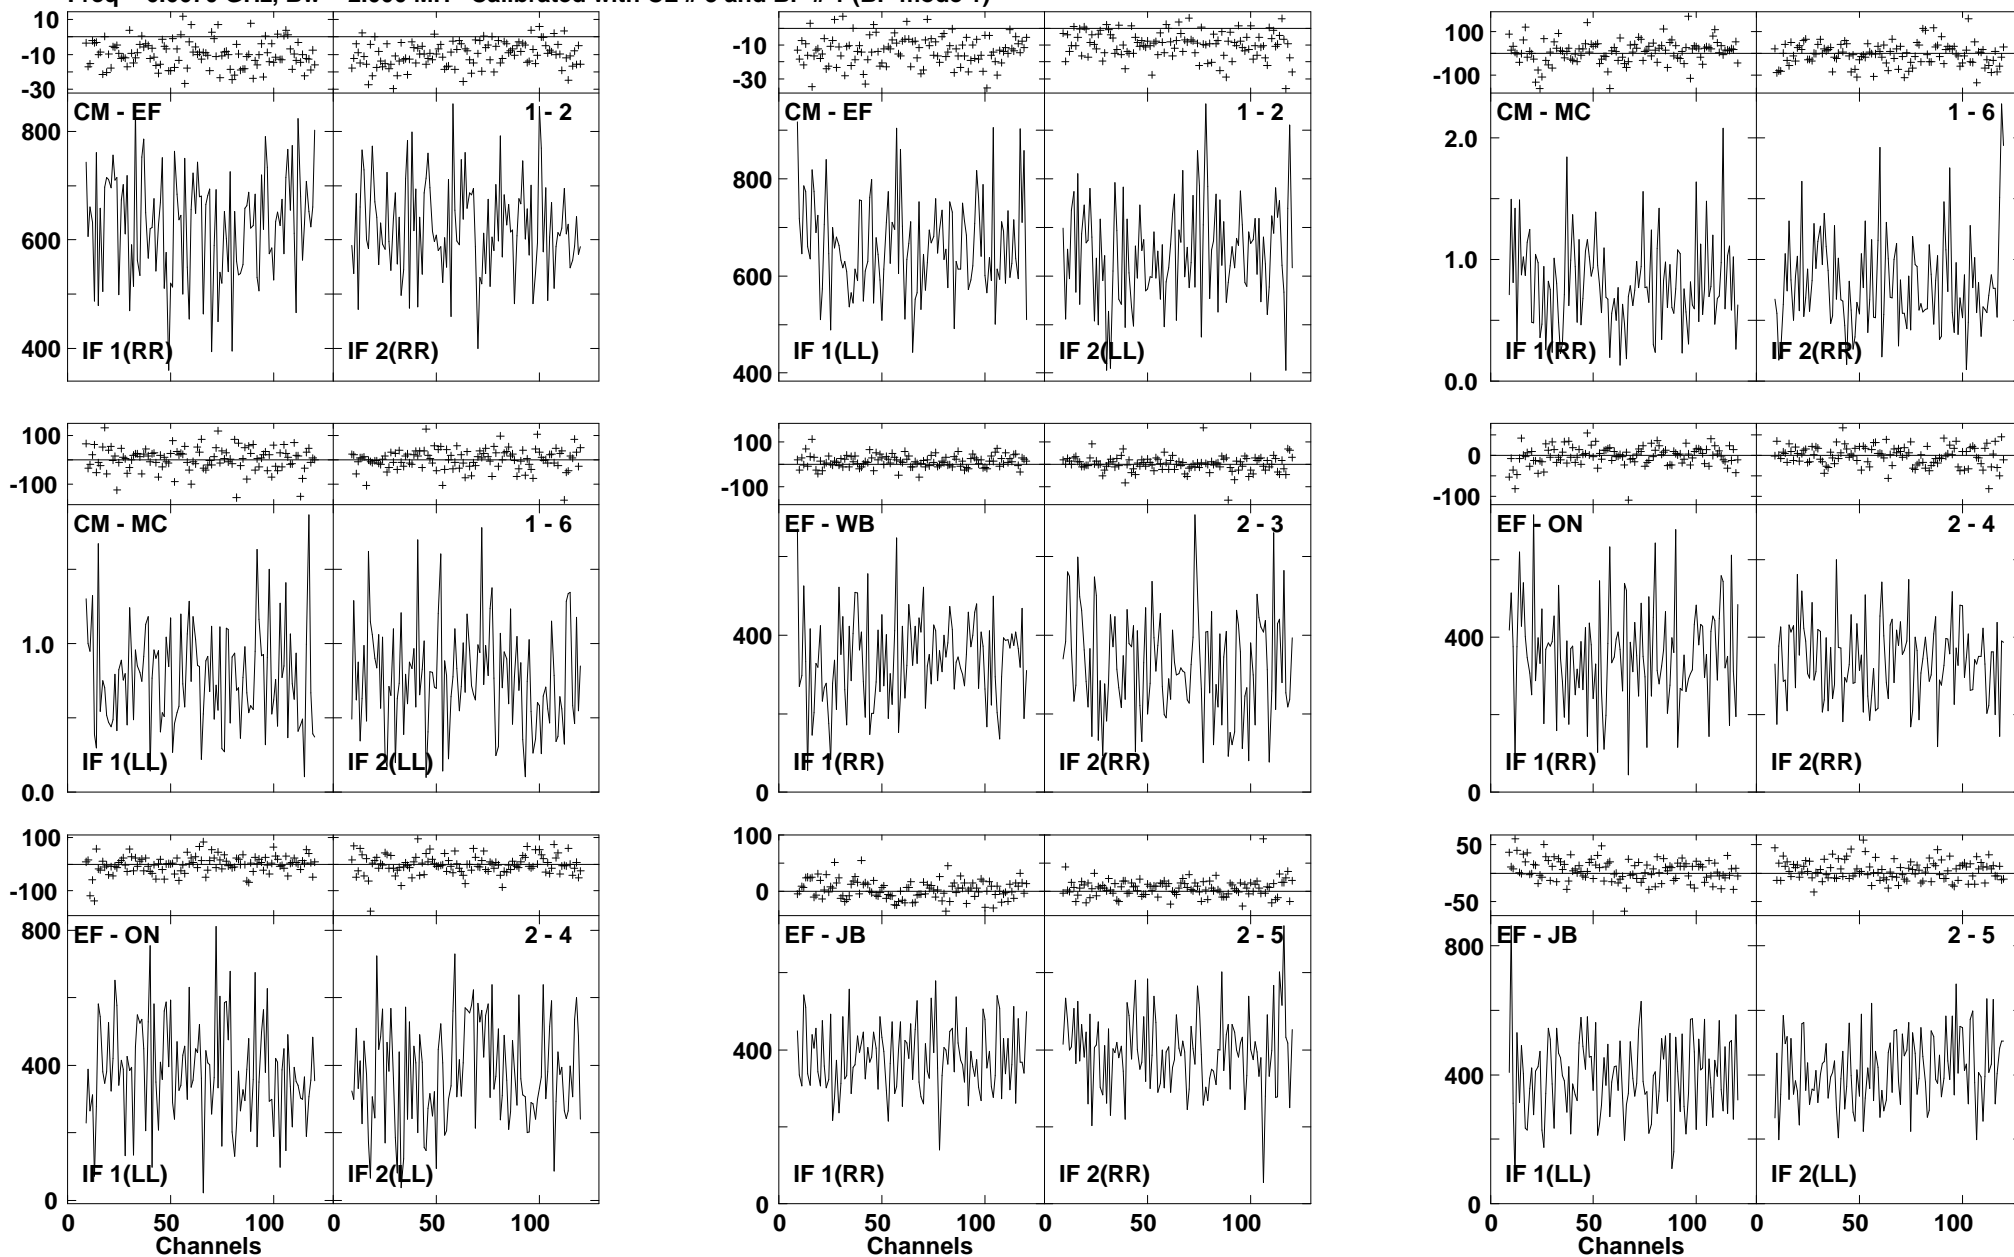 10 -10 -30
CM - EF 1 - 2
800 600 400
IF 1(RR) IF 2(RR)
-10 -30
CM - EF 1 - 2
800 600 400
IF 1(LL) IF 2(LL)
100 -100
CM - MC 1 - 6
2.0 1.0 0.0
IF 1(RR) IF 2(RR)
100 -100
CM - MC 1 - 6
1.0 0.0
IF 1(LL) IF 2(LL)
100 -100
EF - WB 2 - 3
400 0
IF 1(RR) IF 2(RR)
0 -100
EF - ON 2 - 4
400 0
IF 1(RR) IF 2(RR)
100 -100
EF - ON 2 - 4
800 400 0
IF 1(LL) IF 2(LL)
0 50 100 0 50 100
Channels
100 0
EF - JB 2 - 5
400 0
IF 1(RR) IF 2(RR)
0 50 100 0 50 100
Channels
50 -50
EF - JB 2 - 5
800 400 0
IF 1(LL) IF 2(LL)
0 50 100 0 50 100
Channels